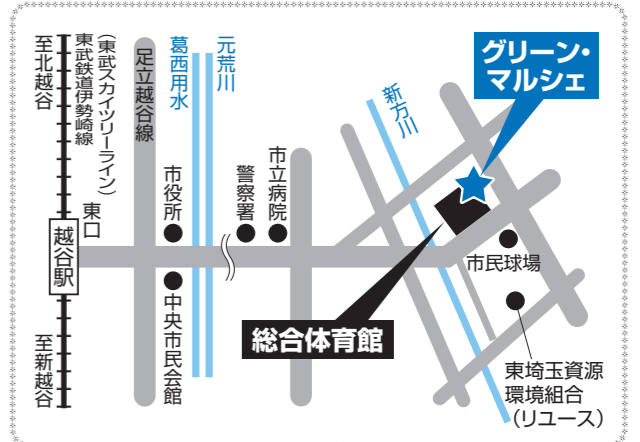 至北越谷
東武鉄道伊勢崎線
（東武スカイツリーライン）
東口
越谷駅
至新越谷
足立越谷線
葛西用水
元荒川
市役所
中央市民会館
警察署
市立病院
新方川
グリーン・
マルシェ
総合体育館
市民球場
東埼玉資源
環境組合
（リユース）